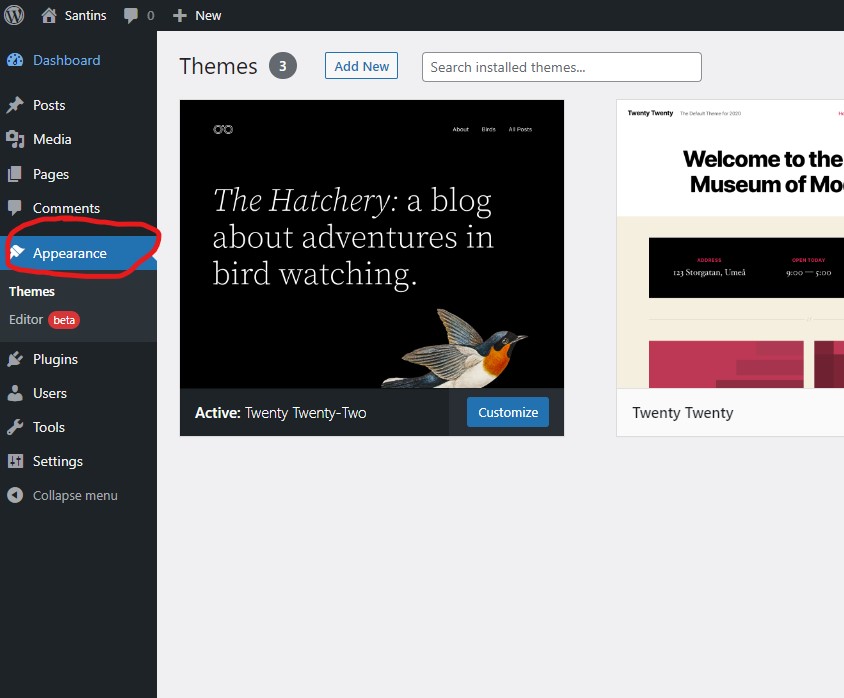 Santins
0
New
Dashboard
Posts
Media
Pages
Comments
Appearance
Themes
Editor beta
Plugins
Users
Tools
Settings
Collapse menu
Themes 3
Add New
Search installed themes...
About Birds All Posts
The Hatchery: a blog
about adventures in
bird watching.
Active: Twenty Twenty-Two
Customize
Twenty Twenty The Default Theme for 2020
Welcome to the
Museum of Mo
ADDRESS
123 Storgatan, Umeå
OPEN TODAY
9:00 — 5:00
Twenty Twenty